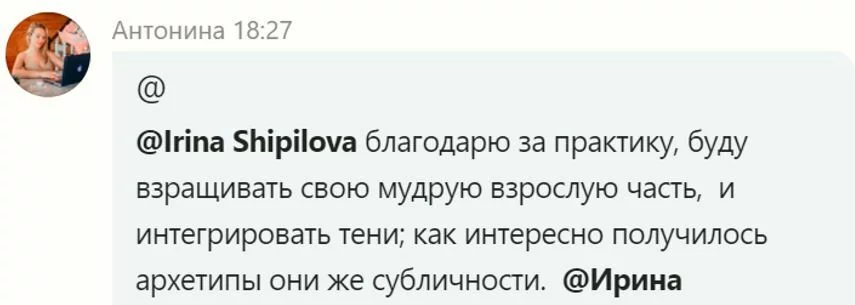 Антонина 18:27
@
@Irina Shipilova благодарю за практику, буду
взращивать свою мудрую взрослую часть, и
интегрировать тени; как интересно получилось
архетипы они же субличности. @Ирина